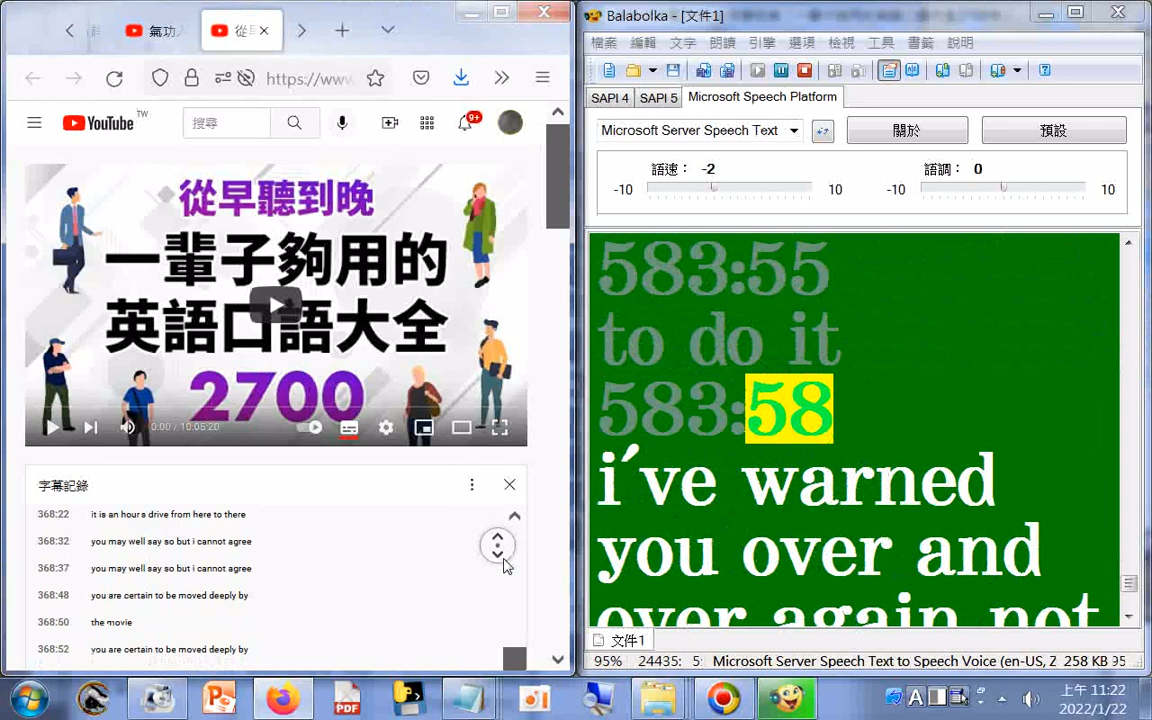 氣功
從
https://www
YouTube TW
搜尋
9+
從早聽到晚
一輩子夠用的
英語口語大全
2700
0:00 / 10:05:20
字幕記錄
368:22 it is an hours drive from here to there
368:32 you may well say so but i cannot agree
368:37 you may well say so but i cannot agree
368:48 you are certain to be moved deeply by
368:50 the movie
368:52 you are certain to be moved deeply by
Balabolka - [文件1]
檔案 編輯 文字 朗讀 引擎 選項 檢視 工具 書籤 說明
SAPI 4 SAPI 5 Microsoft Speech Platform
Microsoft Server Speech Text
關於
預設
語速： -2
語調： 0
-10 10 -10 10
583:55
to do it
583:58
i´ve warned
you over and
over again not
文件1
95% 24435: 5: Microsoft Server Speech Text to Speech Voice (en-US, Z 258 KB 95
PDF
A
上午 11:22
2022/1/22